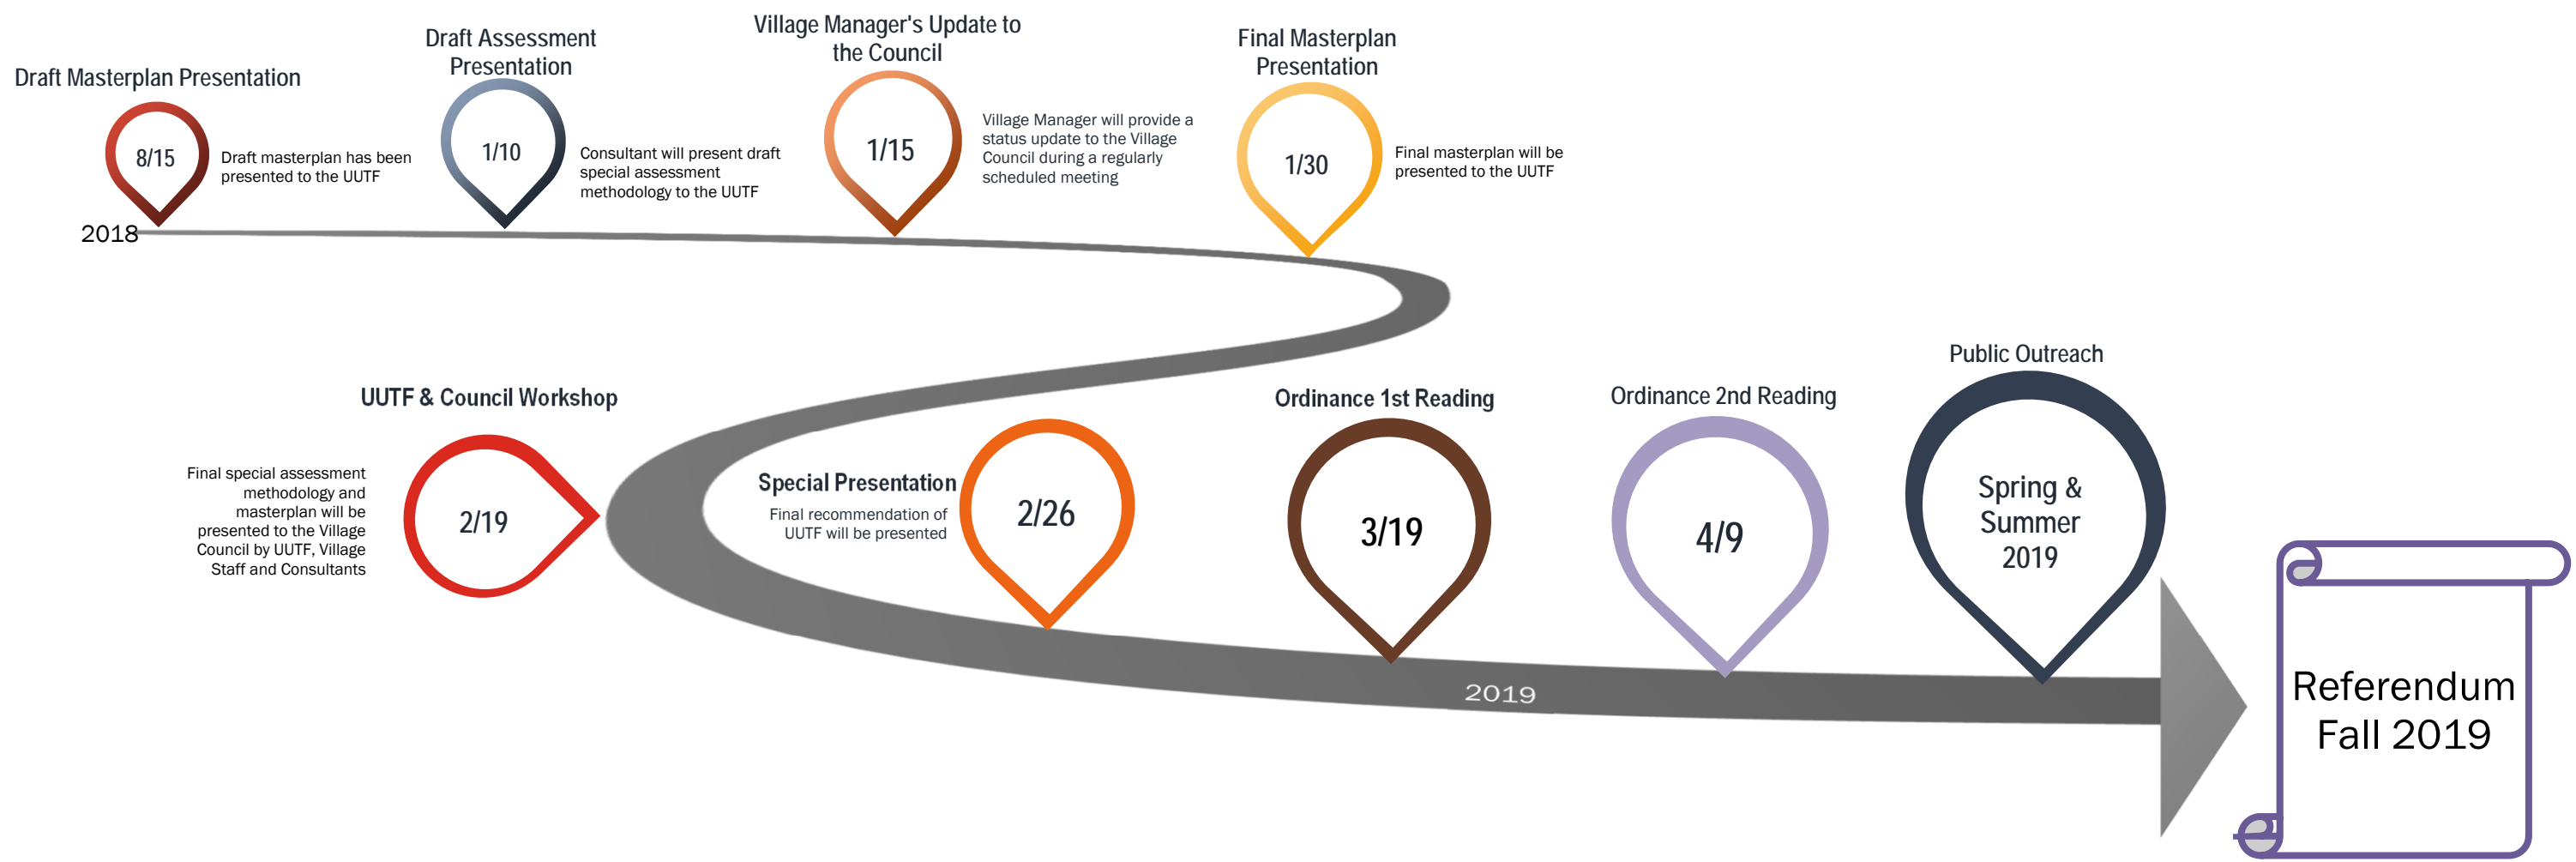 Draft Masterplan Presentation
8/15
Draft masterplan has been
presented to the UUTF
2018
Draft Assessment
Presentation
1/10
Consultant will present draft
special assessment
methodology to the UUTF
Village Manager's Update to
the Council
1/15
Village Manager will provide a
status update to the Village
Council during a regularly
scheduled meeting
Final Masterplan
Presentation
1/30
Final masterplan will be
presented to the UUTF
UUTF & Council Workshop
Final special assessment
methodology and
masterplan will be
presented to the Village
Council by UUTF, Village
Staff and Consultants
2/19
Special Presentation
Final recommendation of
UUTF will be presented
2/26
Ordinance 1st Reading
3/19
Ordinance 2nd Reading
4/9
Public Outreach
Spring &
Summer
2019
2019
Referendum
Fall 2019